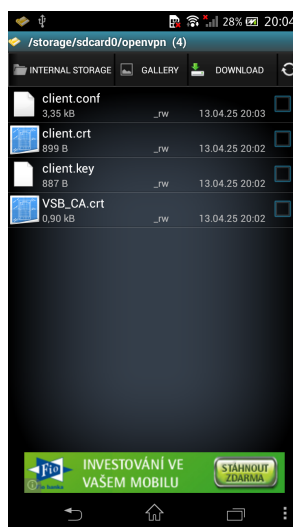 28% 20:04
/storage/sdcard0/openvpn (4)
INTERNAL STORAGE GALLERY DOWNLOAD
client.conf
3,35 kB _rw 13.04.25 20:03
client.crt
899 B _rw 13.04.25 20:02
client.key
887 B _rw 13.04.25 20:02
VSB_CA.crt
0,90 kB _rw 13.04.25 20:02
Fio
Fio banka
INVESTOVÁNÍ VE
VAŠEM MOBILU
STÁHNOUT
ZDARMA